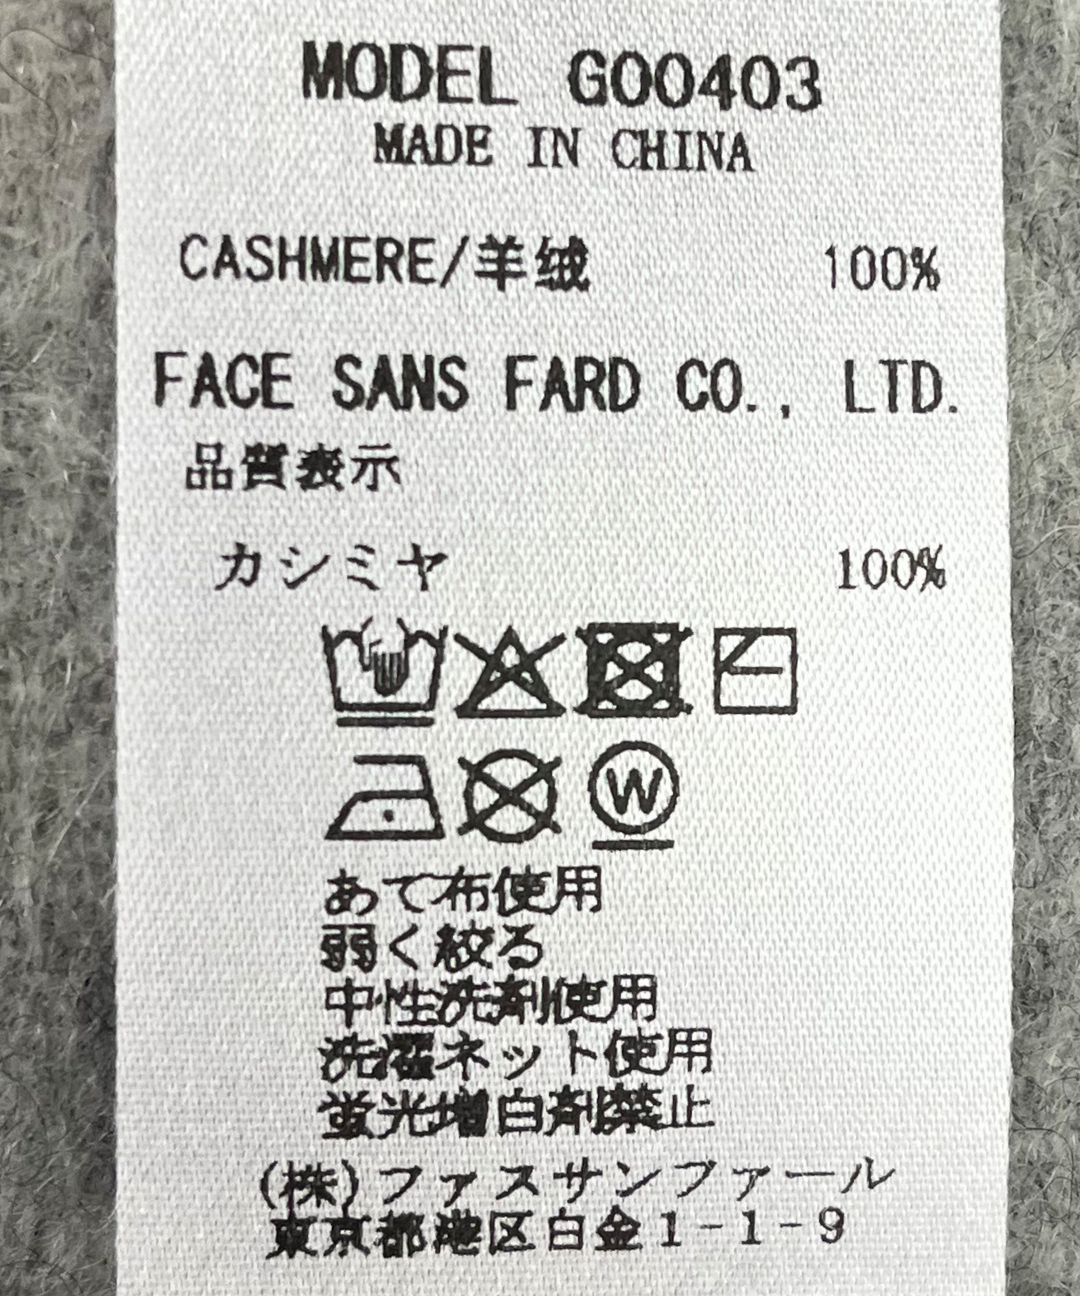 MODEL G00403
MADE IN CHINA
CASHMERE/羊绒 100%
FACE SANS FARD CO., LTD.
品質表示
カシミヤ 100%
W
あて布使用
弱く絞る
中性洗剤使用
洗濯ネット使用
蛍光増白剤禁止
(株)ファスサンファール
東京都港区白金1-1-9